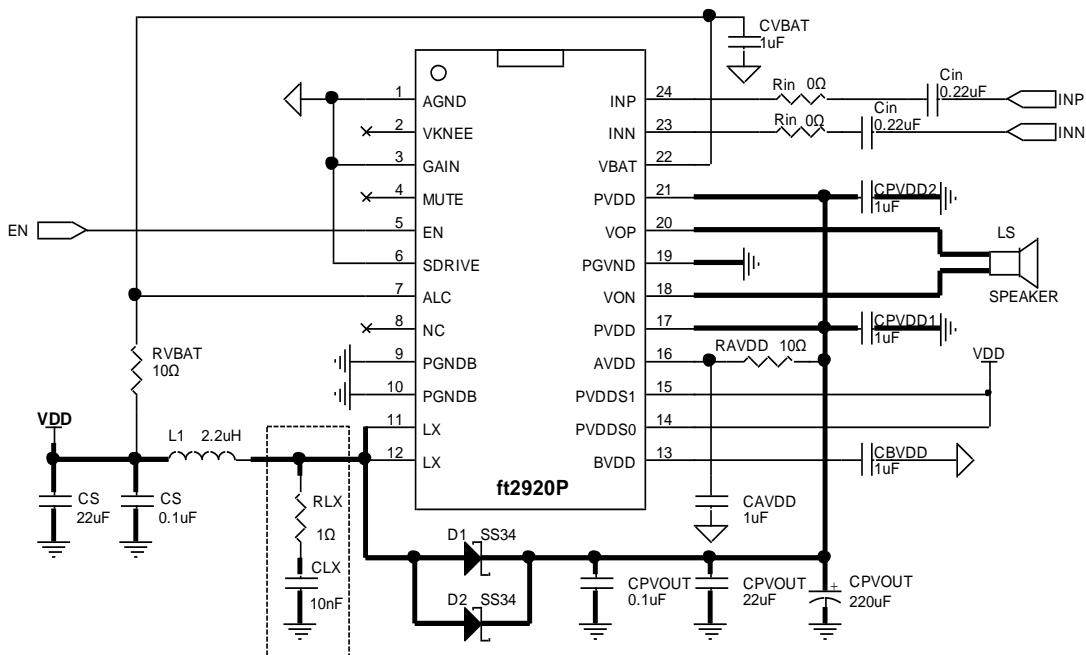 CVBAT
1uF
1 AGND
2 VKNEE
3 GAIN
4 MUTE
5 EN
6 SDRIVE
7 ALC
8 NC
9 PGNDB
10 PGNDB
11 LX
12 LX
24 INP
23 INN
22 VBAT
21 PVDD
20 VOP
19 PGVND
18 VON
17 PVDD
16 AVDD
15 PVDDS1
14 PVDDS0
13 BVDD
ft2920P
Rin 0Ω
Cin
0.22uF
INP
Rin 0Ω
Cin
0.22uF
INN
CPVDD2
1uF
LS
SPEAKER
CPVDD1
1uF
RAVDD 10Ω
VDD
CBVDD
1uF
CAVDD
1uF
EN
RVBAT
10Ω
VDD
L1 2.2uH
CS
22uF
CS
0.1uF
RLX
1Ω
CLX
10nF
D1 SS34
D2 SS34
CPVOUT
0.1uF
CPVOUT
22uF
+
CPVOUT
220uF